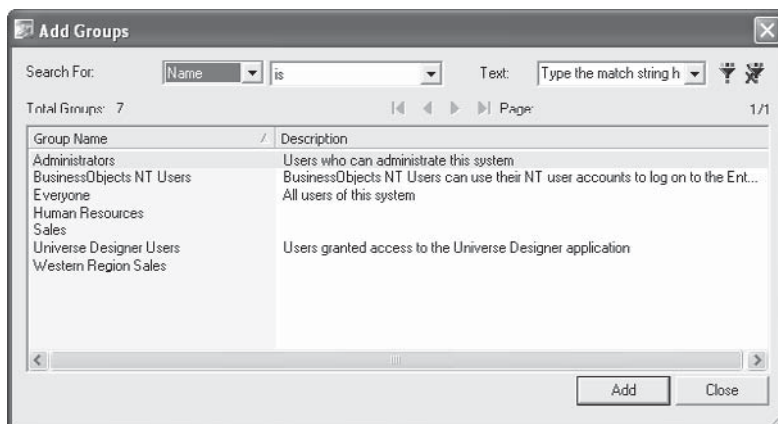 Add Groups
Search For: Name is Text: Type the match string h
Total Groups: 7 Page: 1/1
Group Name Description
Administrators Users who can administrate this system
BusinessObjects NT Users BusinessObjects NT Users can use their NT user accounts to log on to the Ent...
Everyone All users of this system
Human Resources
Sales
Universe Designer Users Users granted access to the Universe Designer application
Western Region Sales
Add Close